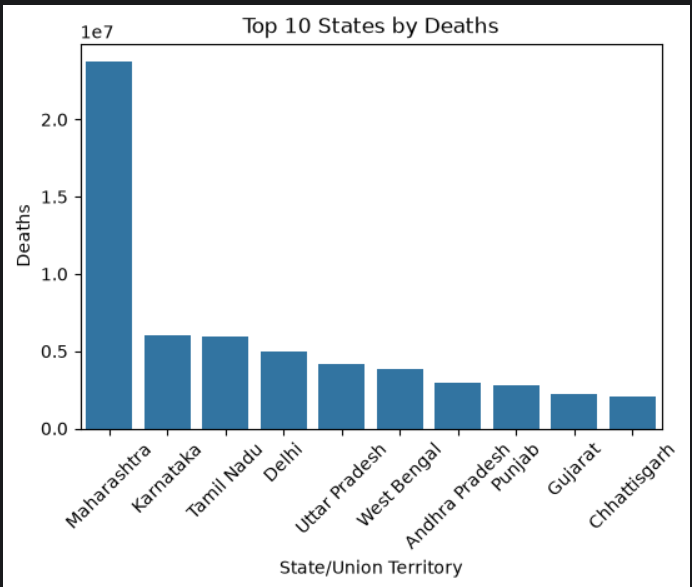 Top 10 States by Deaths
1e7
2.0
1.5
1.0
0.5
0.0
Deaths
Maharashtra
Karnataka
Tamil Nadu
Delhi
Uttar Pradesh
West Bengal
Andhra Pradesh
Punjab
Gujarat
Chhattisgarh
State/Union Territory